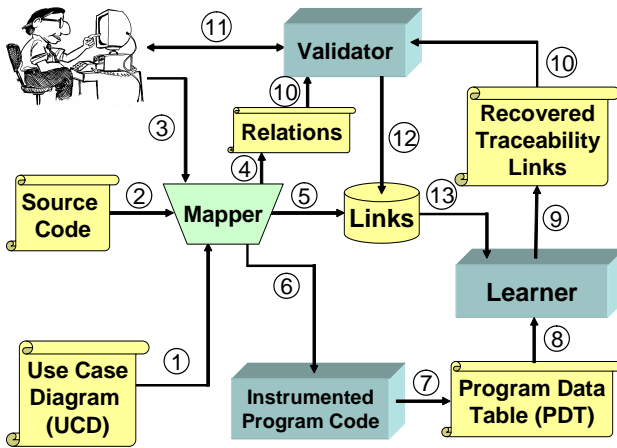 11
Validator
10
10
3
Relations
Recovered
Traceability
Links
12
4
Source
Code
2
Mapper
5
Links
13
9
6
Learner
1
8
Use Case
Diagram
(UCD)
Instrumented
Program Code
7
Program Data
Table (PDT)